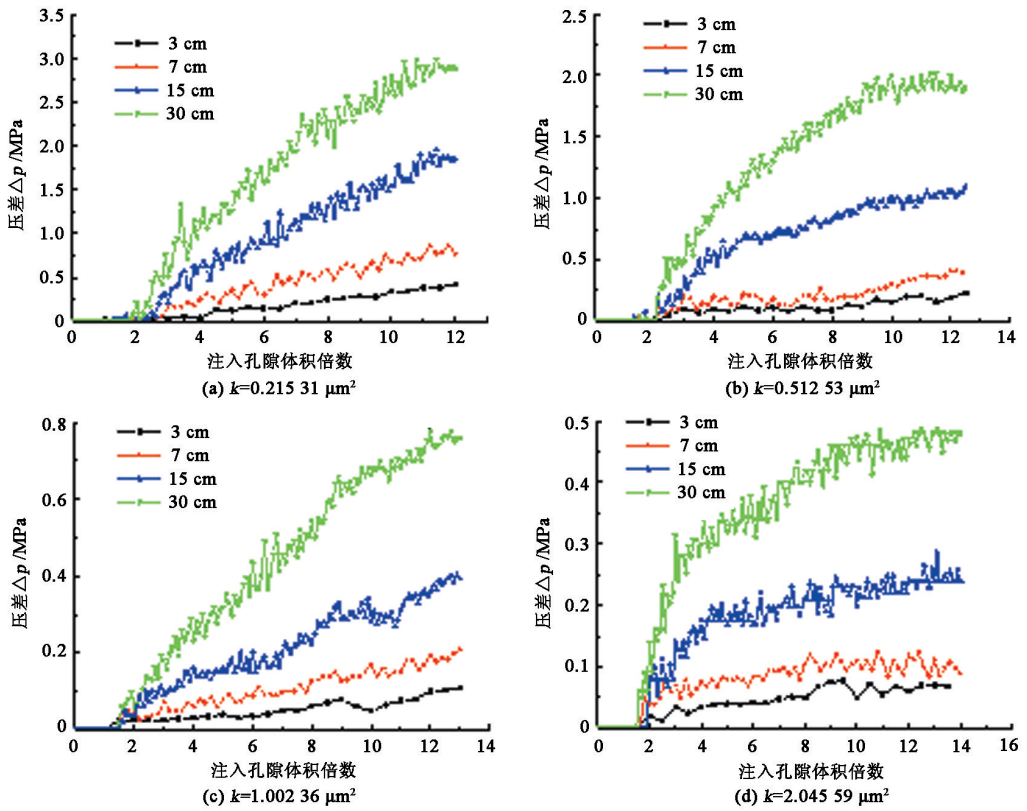 3 cm
7 cm
15 cm
30 cm
3.5
3.0
2.5
2.0
1.5
1.0
0.5
0
压差△p /MPa
0 2 4 6 8 10 12
注入孔隙体积倍数
(a) k=0.215 31 μm²
3 cm
7 cm
15 cm
30 cm
2.5
2.0
1.5
1.0
0.5
0
压差△p /MPa
0 2 4 6 8 10 12 14
注入孔隙体积倍数
(b) k=0.512 53 μm²
3 cm
7 cm
15 cm
30 cm
0.8
0.6
0.4
0.2
0
压差△p /MPa
0 2 4 6 8 10 12 14
注入孔隙体积倍数
(c) k=1.002 36 μm²
3 cm
7 cm
15 cm
30 cm
0.5
0.4
0.3
0.2
0.1
0
压差△p /MPa
0 2 4 6 8 10 12 14 16
注入孔隙体积倍数
(d) k=2.045 59 μm²